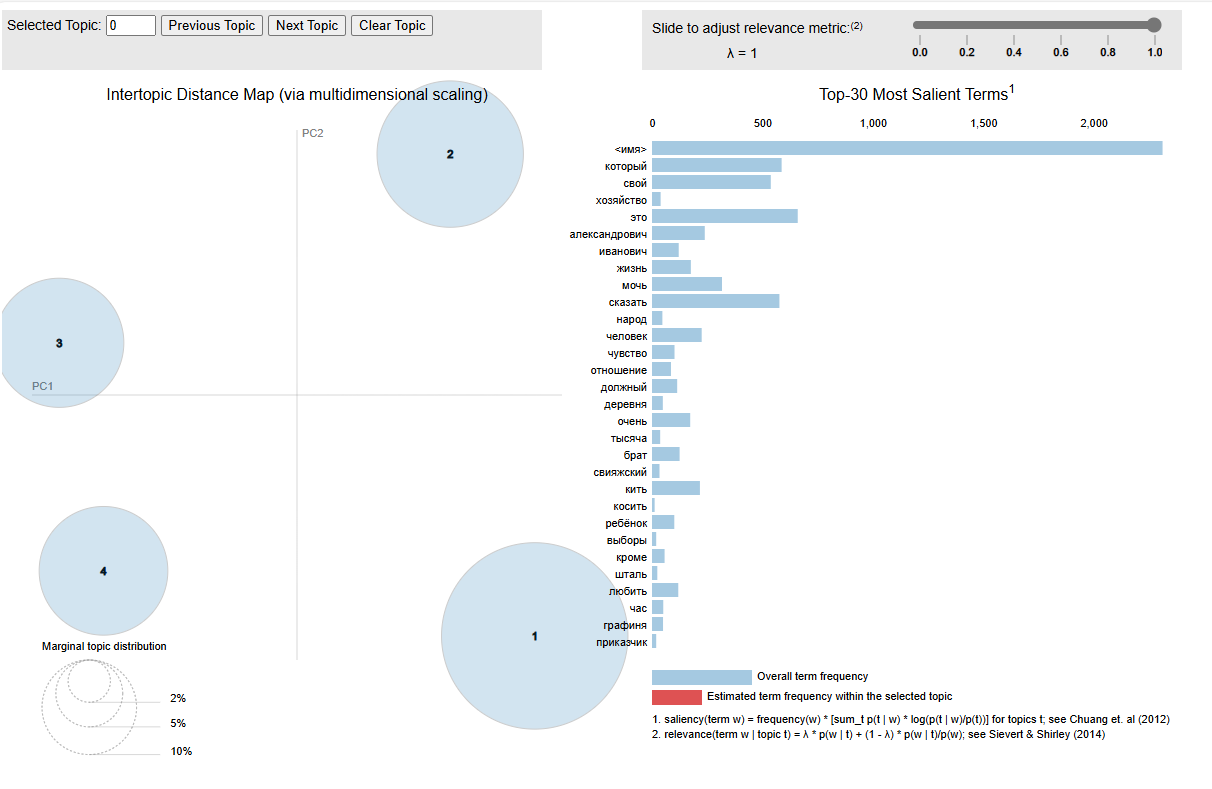 Selected Topic: 0 Previous Topic Next Topic Clear Topic
Slide to adjust relevance metric:(2)
λ = 1
0.0 0.2 0.4 0.6 0.8 1.0
Intertopic Distance Map (via multidimensional scaling)
PC2
2
3
PC1
4
1
Marginal topic distribution
2%
5%
10%
Top-30 Most Salient Terms1
0 500 1,000 1,500 2,000
<имя>
который
свой
хозяйство
это
александрович
иванович
жизнь
мочь
сказать
народ
человек
чувство
отношение
должный
деревня
очень
тысяча
брат
свияжский
кить
косить
ребёнок
выборы
кроме
шталь
любить
час
графиня
приказчик
Overall term frequency
Estimated term frequency within the selected topic
1. saliency(term w) = frequency(w) * [sum_t p(t | w) * log(p(t | w)/p(t))] for topics t; see Chuang et. al (2012)
2. relevance(term w | topic t) = λ * p(w | t) + (1 - λ) * p(w | t)/p(w); see Sievert & Shirley (2014)